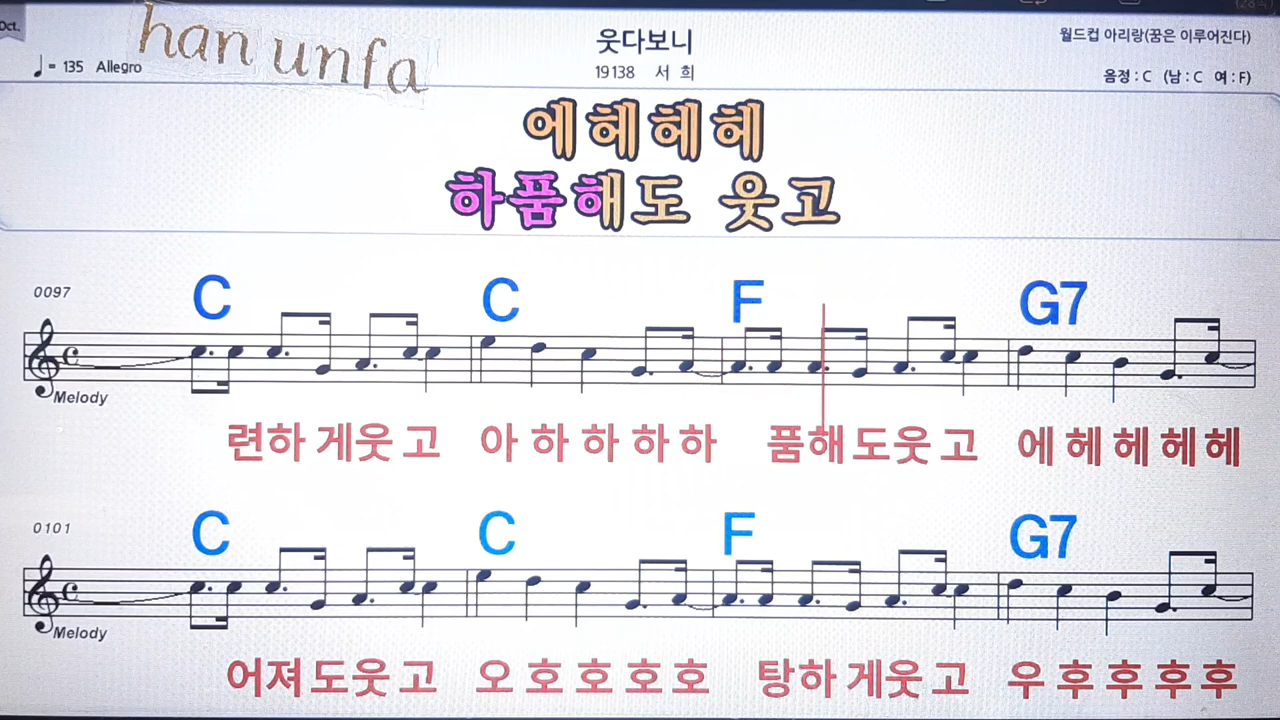 (28곡)
Oct.
han unfa
웃다보니
월드컵 아리랑(꿈은 이루어진다)
♩= 135 Allegro
19138 서 희
음정 : C (남 : C 여 : F)
에헤헤헤
하품해도 웃고
0097
C C F G7
Melody
련하 게웃 고 아 하 하 하 하 품해 도웃 고 에 헤 헤 헤 헤
0101
C C F G7
Melody
어져 도웃 고 오 호 호 호 호 탕하 게웃 고 우 후 후 후 후